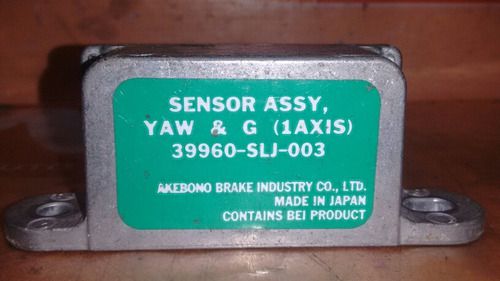 SENSOR ASSY,
YAW & G (1AXIS)
39960-SLJ-003
AKEBONO BRAKE INDUSTRY CO., LTD.
MADE IN JAPAN
CONTAINS BEI PRODUCT